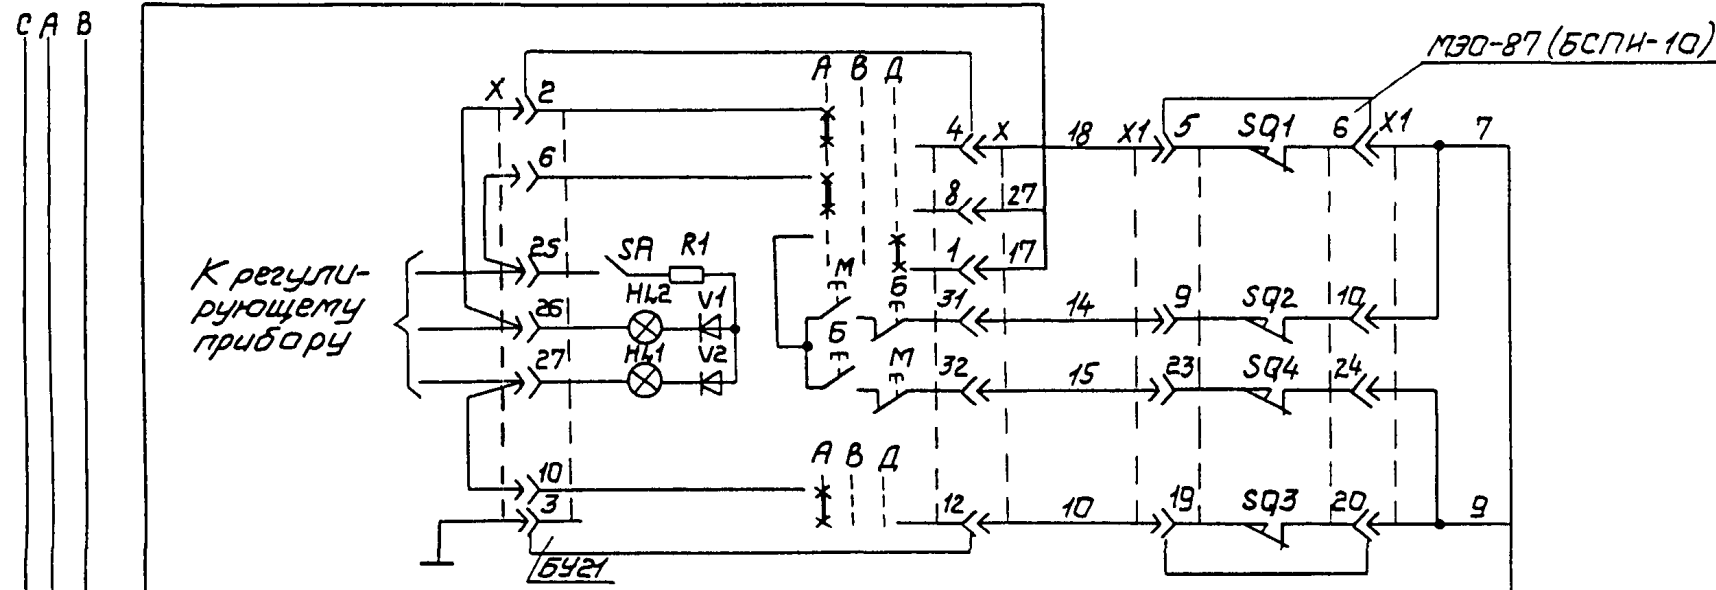 С А В
МЭО-87 (БСПИ-10)
А В Д
Х 2
4 Х 18 Х1 5 SQ1 6 Х1 7
6
8 27
25 SA R1
1 17
К регули-
рующему
прибору
М
Б
HL2 V1
26
31 14 9 SQ2 10
Б
HL1 V2
27
М
32 15 23 SQ4 24
А В Д
10
3
12 10 19 SQ3 20 9
БУ21